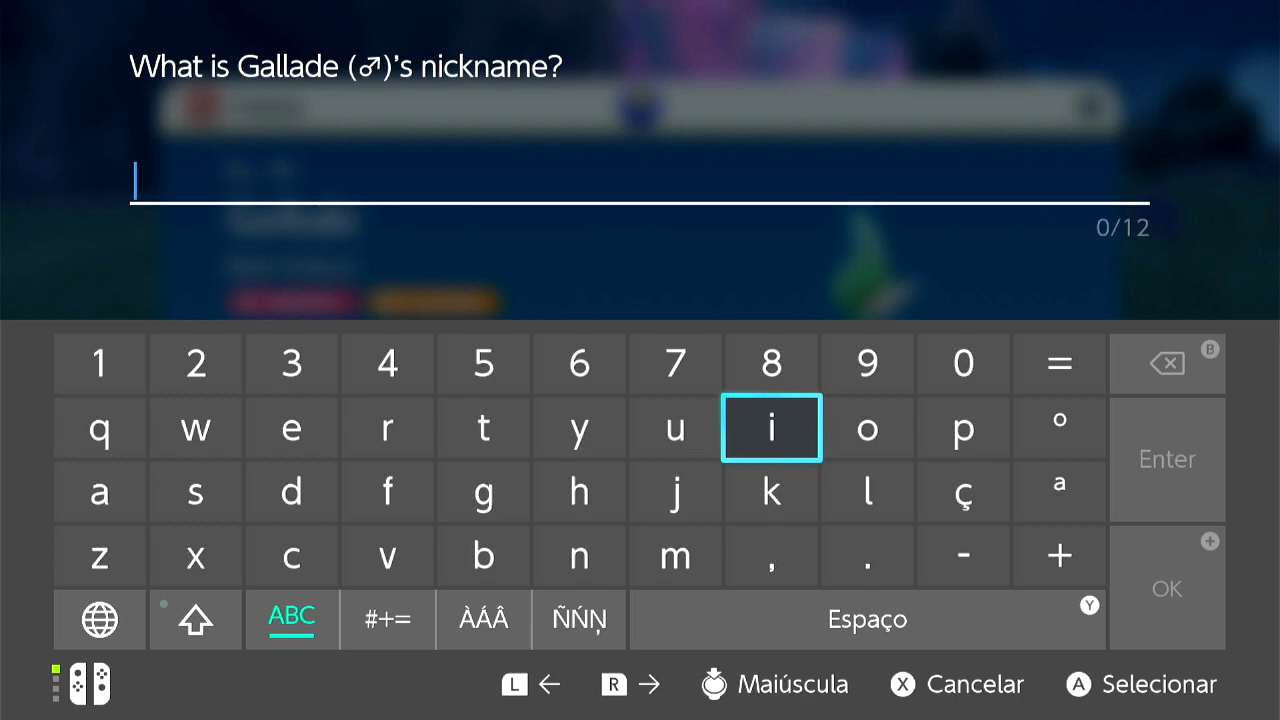 What is Gallade (♂)'s nickname?
Gallade
0/12
1 2 3 4 5 6 7 8 9 0 = B
q w e r t y u i o p º Enter
a s d f g h j k l ç ª
z x c v b n m , . - + + OK
ABC #+= ÀÁÂ ÑŃŅ Espaço Y
L ← R → Maiúscula X Cancelar A Selecionar